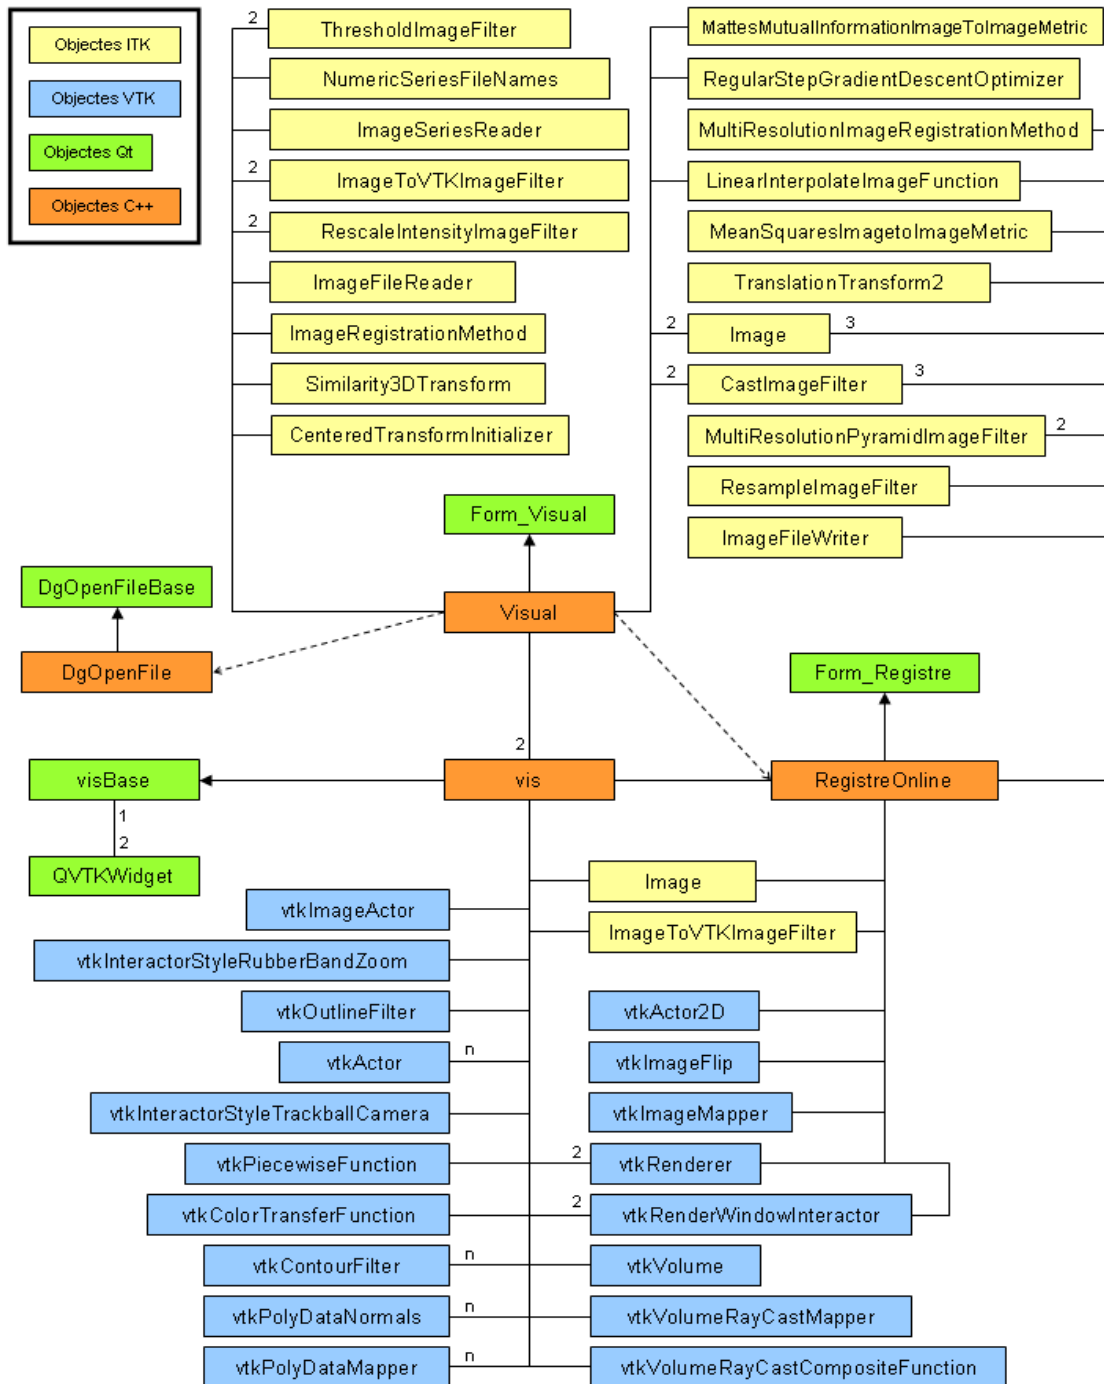 Objectes ITK
Objectes VTK
Objectes Qt
Objectes C++
2
ThresholdImageFilter
NumericSeriesFileNames
ImageSeriesReader
2
ImageToVTKImageFilter
2
RescaleIntensityImageFilter
ImageFileReader
ImageRegistrationMethod
Similarity3DTransform
CenteredTransformInitializer
MattesMutualInformationImageToImageMetric
RegularStepGradientDescentOptimizer
MultiResolutionImageRegistrationMethod
LinearInterpolateImageFunction
MeanSquaresImagetoImageMetric
TranslationTransform2
2
Image
3
2
CastImageFilter
3
MultiResolutionPyramidImageFilter
2
ResampleImageFilter
ImageFileWriter
Form_Visual
DgOpenFileBase
Visual
DgOpenFile
Form_Registre
2
visBase
vis
RegistreOnline
1
2
QVTKWidget
Image
vtkImageActor
ImageToVTKImageFilter
vtkInteractorStyleRubberBandZoom
vtkOutlineFilter
vtkActor2D
vtkActor
n
vtkImageFlip
vtkInteractorStyleTrackballCamera
vtkImageMapper
vtkPiecewiseFunction
2
vtkRenderer
vtkColorTransferFunction
2
vtkRenderWindowInteractor
vtkContourFilter
n
vtkVolume
vtkPolyDataNormals
n
vtkVolumeRayCastMapper
vtkPolyDataMapper
n
vtkVolumeRayCastCompositeFunction